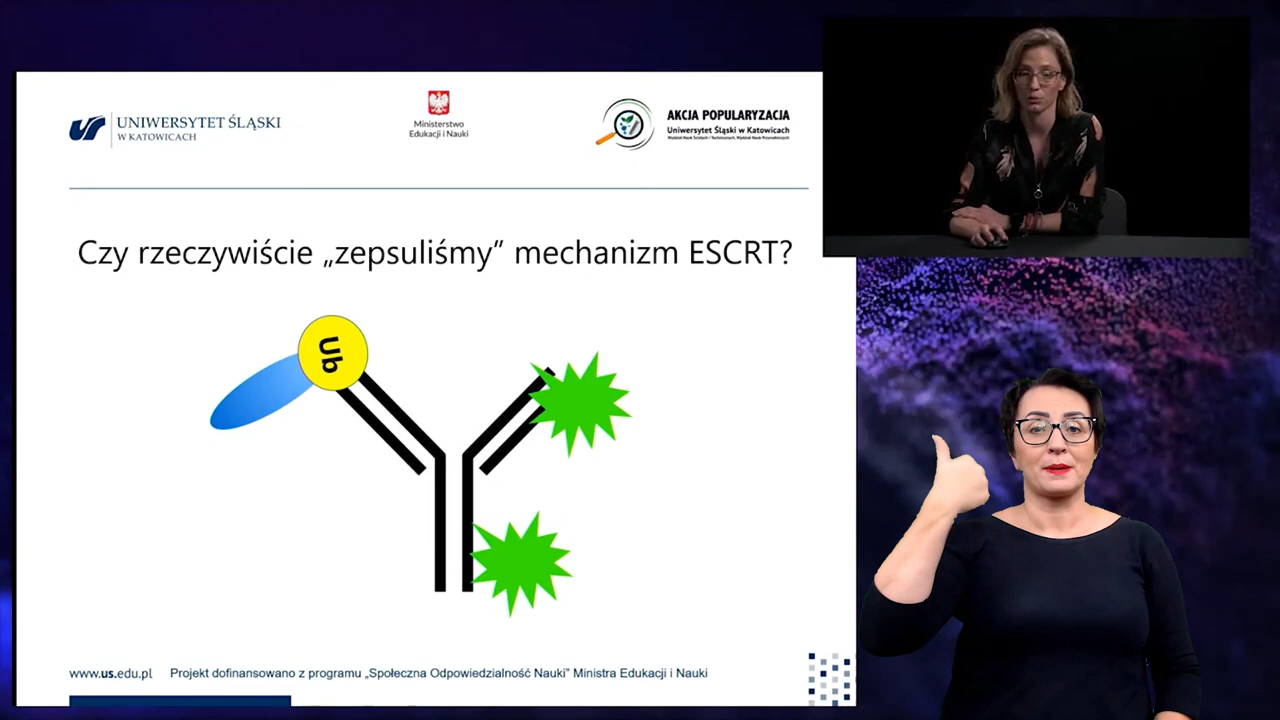 UNIWERSYTET ŚLĄSKI
W KATOWICACH
Ministerstwo
Edukacji i Nauki
AKCJA POPULARYZACJA
Uniwersytet Śląski w Katowicach
Czy rzeczywiście „zepsuliśmy” mechanizm ESCRT?
Ub
www.us.edu.pl Projekt dofinansowano z programu „Społeczna Odpowiedzialność Nauki” Ministra Edukacji i Nauki